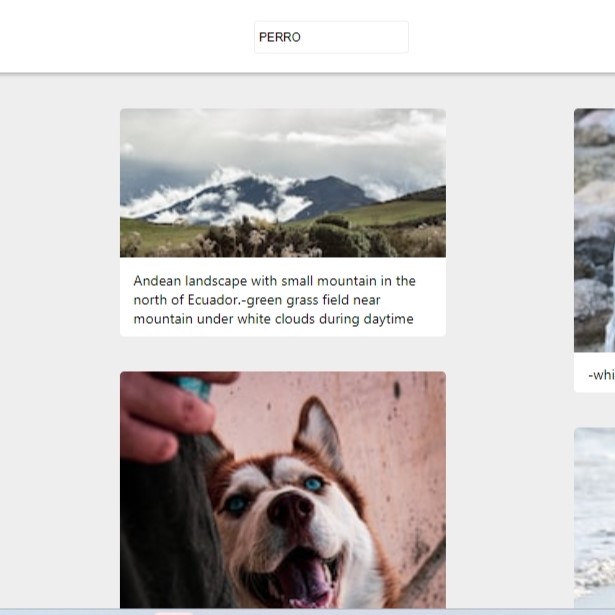 PERRO
Andean landscape with small mountain in the
north of Ecuador.-green grass field near
mountain under white clouds during daytime
-whi